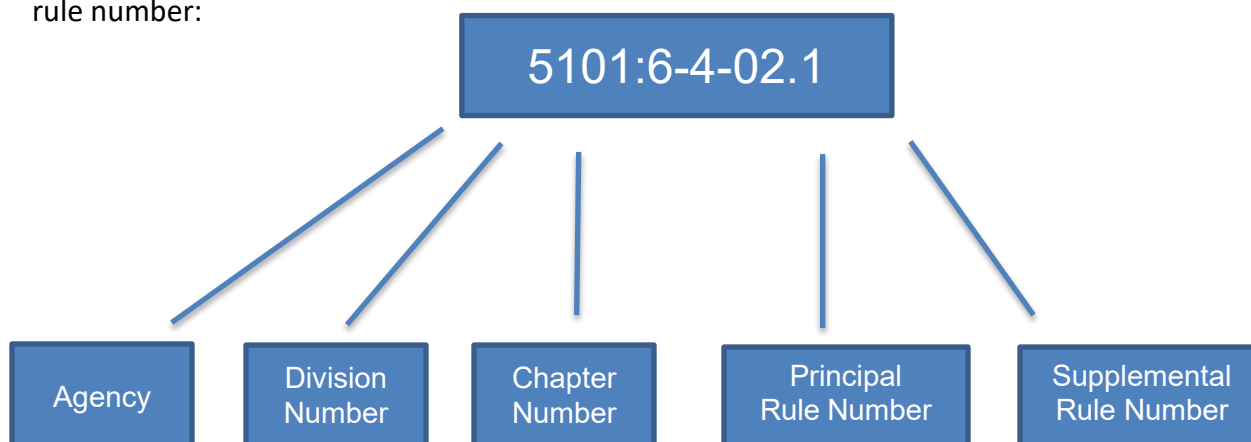 rule number:
5101:6-4-02.1
Agency
Division
Number
Chapter
Number
Principal
Rule Number
Supplemental
Rule Number